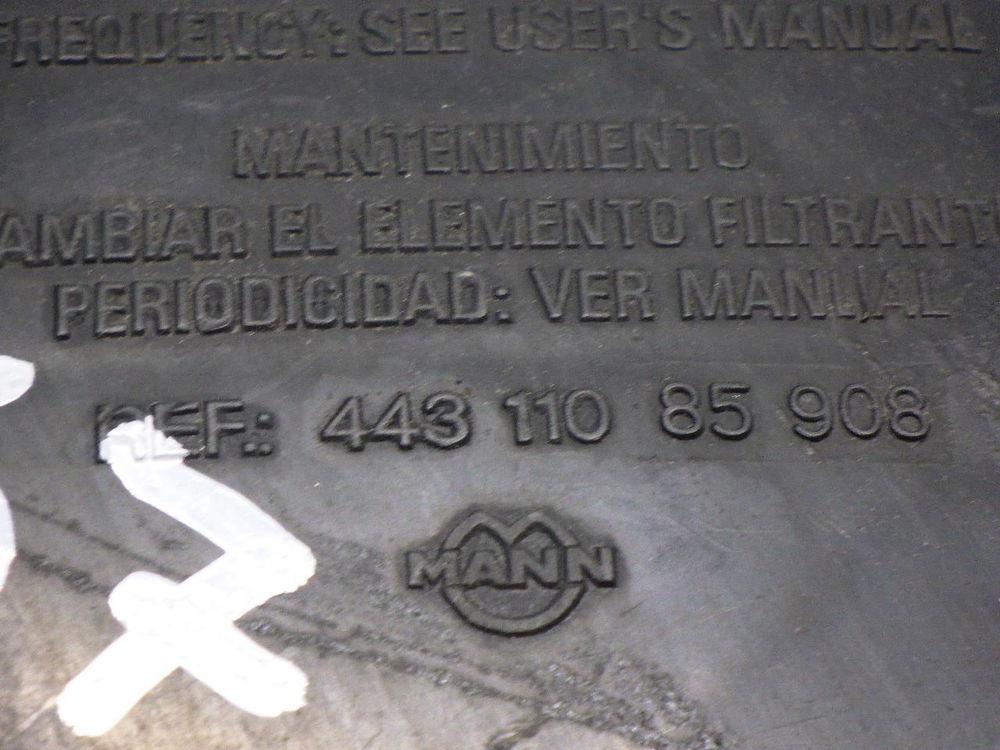 FREQUENCY: SEE USER'S MANUAL
MANTENIMIENTO
CAMBIAR EL ELEMENTO FILTRANTE
PERIODICIDAD: VER MANUAL
REF.: 443 110 85 908
MANN